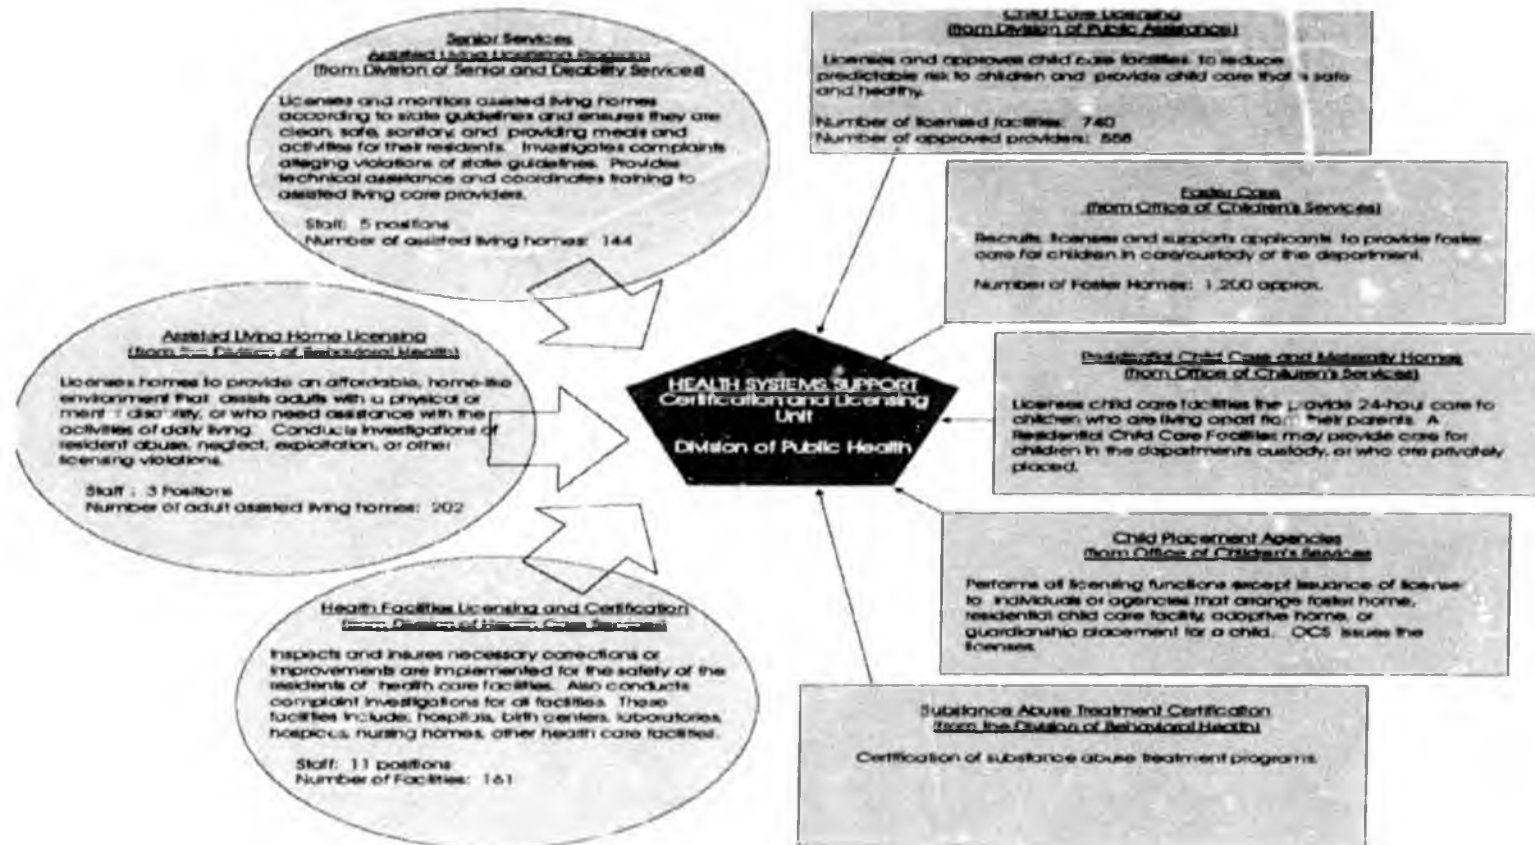 Senior Services
Assisted Living Licensing Program
(from Division of Senior and Disability Services)
Licenses and monitors assisted living homes
according to state guidelines and ensures they are
clean, safe, sanitary, and providing meals and
activities for their residents. Investigates complaints
alleging violations of state guidelines. Provides
technical assistance and coordinates training to
assisted living care providers.
Staff: 5 positions
Number of assisted living homes: 144
Assisted Living Home Licensing
(from the Division of Behavioral Health)
Licenses homes to provide an affordable, home-like
environment that assists adults with a physical or
mental disability, or who need assistance with the
activities of daily living. Conducts investigations of
resident abuse, neglect, exploitation, or other
licensing violations.
Staff : 3 Positions
Number of adult assisted living homes: 202
Health Facilities Licensing and Certification
(from Division of Health Care Services)
Inspects and insures necessary corrections or
improvements are implemented for the safety of the
residents of health care facilities. Also conducts
complaint investigations for all facilities. These
facilities include: hospitals, birth centers, laboratories,
hospices, nursing homes, other health care facilities.
Staff: 11 positions
Number of Facilities: 161
HEALTH SYSTEMS SUPPORT
Certification and Licensing
Unit
Division of Public Health
Child Care Licensing
(from Division of Public Assistance)
Licenses and approves child care facilities to reduce
predictable risk to children and provide child care that is safe
and healthy.
Number of licensed facilities: 740
Number of approved providers: 558
Foster Care
(from Office of Children's Services)
Recruits, licenses and supports applicants to provide foster
care for children in care/custody of the department.
Number of Foster Homes: 1,200 approx.
Residential Child Care and Maternity Homes
(from Office of Children's Services)
Licenses child care facilities that provide 24-hour care to
children who are living apart from their parents. A
Residential Child Care Facilities may provide care for
children in the departments custody, or who are privately
placed.
Child Placement Agencies
(from Office of Children's Services
Performs all licensing functions except issuance of license
to individuals or agencies that arrange foster home,
residential child care facility, adoptive home, or
guardianship placement for a child. OCS issues the
licenses.
Substance Abuse Treatment Certification
(from the Division of Behavioral Health)
Certification of substance abuse treatment programs.